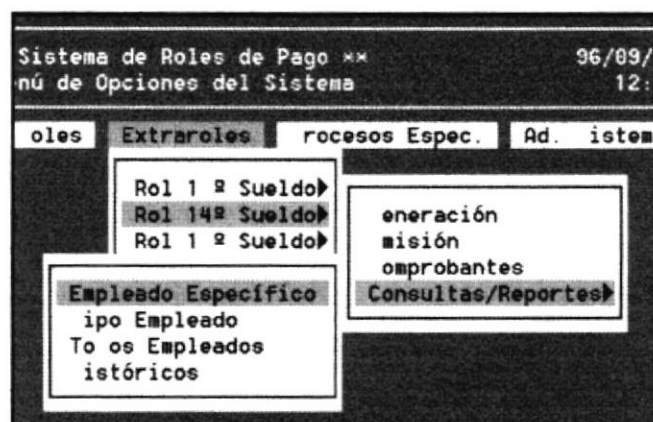 Sistema de Roles de Pago **
96/09/
nú de Opciones del Sistema
12:
oles Extraroles rocesos Espec. Ad. istem
Rol 1 º Sueldo▶
Rol 14º Sueldo▶
Rol 1 º Sueldo▶
eneración
misión
omprobantes
Consultas/Reportes▶
Empleado Específico
ipo Empleado
To os Empleados
istóricos